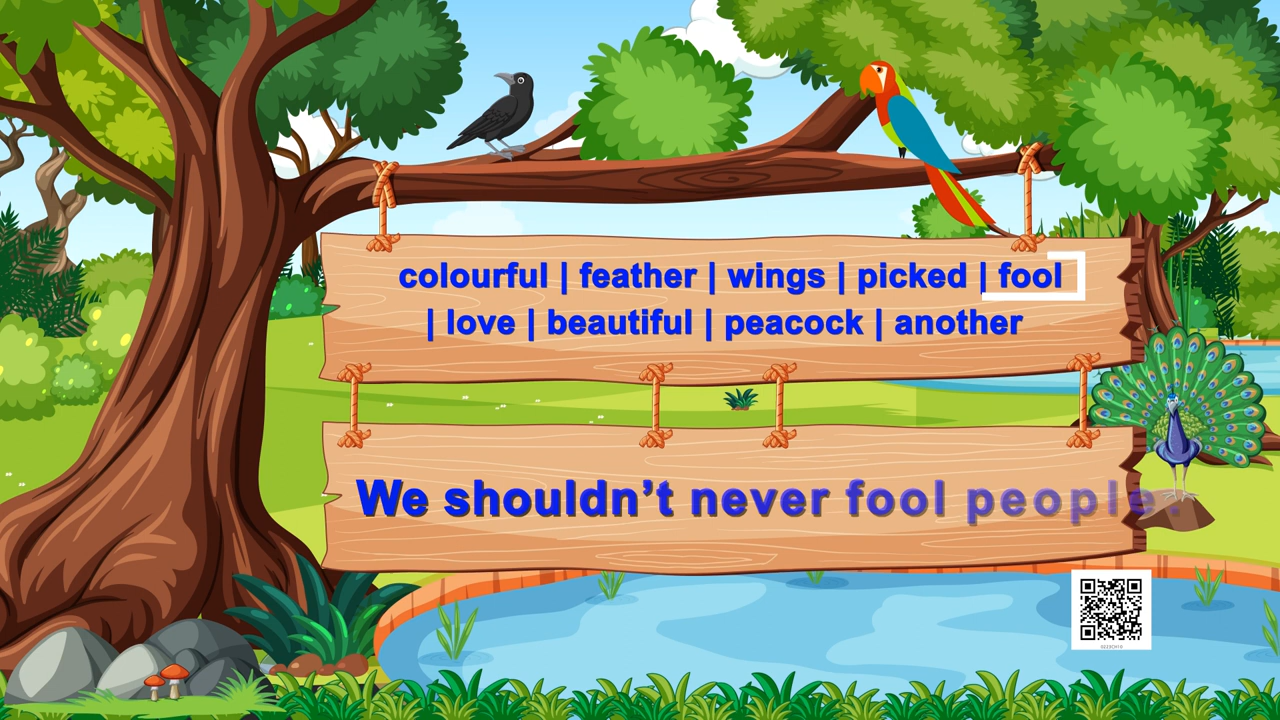 colourful | feather | wings | picked | fool
| love | beautiful | peacock | another
We shouldn’t never fool people.